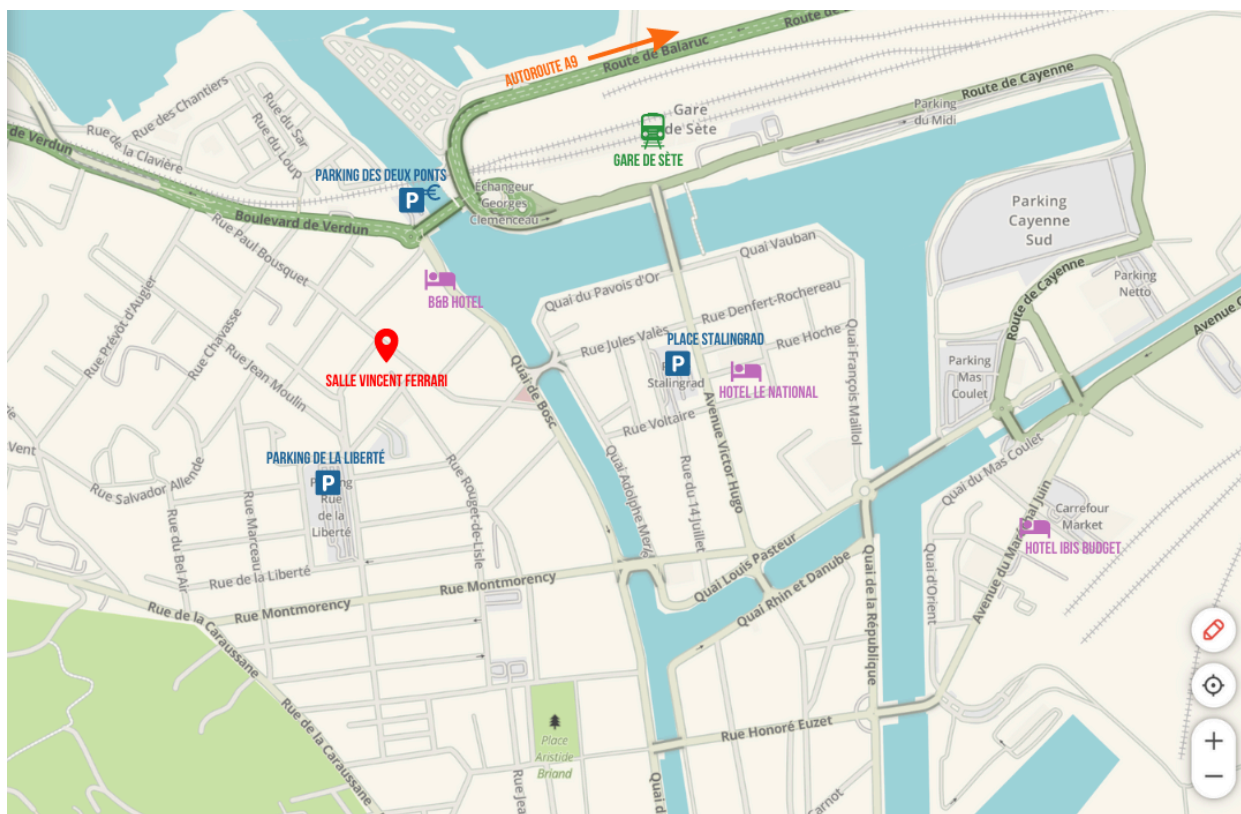 AUTOROUTE A9
Route de Balaruc
Route de
Route de Cayenne
Rue des Chantiers
Rue du Sar
Rue du Loup
Rue de la Clavière
de Verdun
Gare
de Sète
GARE DE SÈTE
Parking
du Midi
PARKING DES DEUX PONTS
P €
Échangeur
Georges
Clemenceau
Boulevard de Verdun
Rue Paul Bousquet
B&B HOTEL
Quai du Pavois d'Or
Quai Vauban
Parking
Cayenne
Sud
Parking
Netto
Route de Cayenne
Avenue
Rue Prévôt d'Augier
Rue Chavasse
Rue Jean Moulin
SALLE VINCENT FERRARI
Rue Denfert-Rochereau
Rue Jules Valès
Rue Hoche
PLACE STALINGRAD
P
Stalingrad
HOTEL LE NATIONAL
Quai François Maillol
Parking
Mas
Coulet
Quai de Bosc
Rue Voltaire
Avenue Victor Hugo
Rue du 14 Juillet
Quai Adolphe Merle
Vent
Rue Salvador Allende
PARKING DE LA LIBERTÉ
P
Rue
de la
Liberté
Rue du Bel Air
Rue Marceau
Rue Rouget-de-Lisle
Quai du Mas Coulet
Carrefour
Market
HOTEL IBIS BUDGET
Avenue du Maréchal Juin
Quai d'Orient
Rue de la Liberté
Rue Montmorency
Rue Montmorency
Quai Louis Pasteur
Quai Rhin et Danube
Quai de la République
Rue de la Caraussane
Rue de la Caraussane
Place
Aristide
Briand
Rue Honoré Euzet
Rue Jea
Quai d
Carnot
+
−